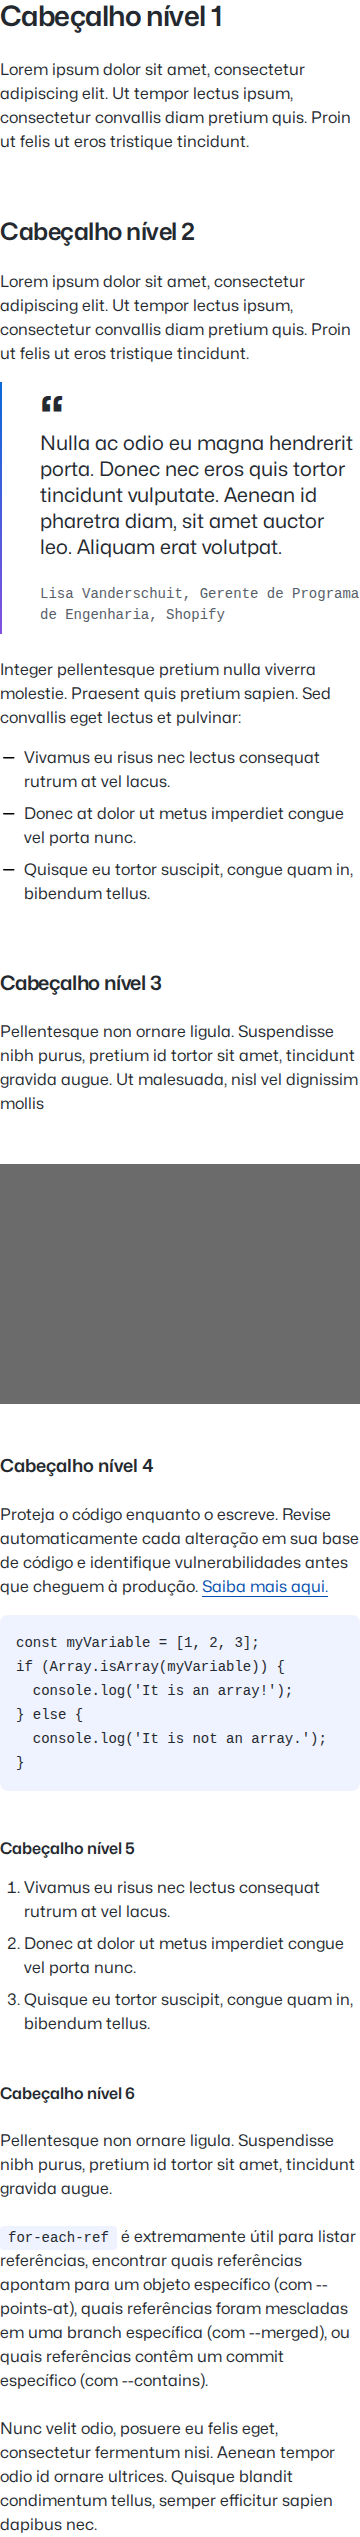 Cabeçalho nível 1
Lorem ipsum dolor sit amet, consectetur
adipiscing elit. Ut tempor lectus ipsum,
consectetur convallis diam pretium quis. Proin
ut felis ut eros tristique tincidunt.
Cabeçalho nível 2
Lorem ipsum dolor sit amet, consectetur
adipiscing elit. Ut tempor lectus ipsum,
consectetur convallis diam pretium quis. Proin
ut felis ut eros tristique tincidunt.
“
Nulla ac odio eu magna hendrerit
porta. Donec nec eros quis tortor
tincidunt vulputate. Aenean id
pharetra diam, sit amet auctor
leo. Aliquam erat volutpat.
Lisa Vanderschuit, Gerente de Programa
de Engenharia, Shopify
Integer pellentesque pretium nulla viverra
molestie. Praesent quis pretium sapien. Sed
convallis eget lectus et pulvinar:
— Vivamus eu risus nec lectus consequat
rutrum at vel lacus.
— Donec at dolor ut metus imperdiet congue
vel porta nunc.
— Quisque eu tortor suscipit, congue quam in,
bibendum tellus.
Cabeçalho nível 3
Pellentesque non ornare ligula. Suspendisse
nibh purus, pretium id tortor sit amet, tincidunt
gravida augue. Ut malesuada, nisl vel dignissim
mollis
Cabeçalho nível 4
Proteja o código enquanto o escreve. Revise
automaticamente cada alteração em sua base
de código e identifique vulnerabilidades antes
que cheguem à produção. Saiba mais aqui.
const myVariable = [1, 2, 3];
if (Array.isArray(myVariable)) {
  console.log('It is an array!');
} else {
  console.log('It is not an array.');
}
Cabeçalho nível 5
1. Vivamus eu risus nec lectus consequat
rutrum at vel lacus.
2. Donec at dolor ut metus imperdiet congue
vel porta nunc.
3. Quisque eu tortor suscipit, congue quam in,
bibendum tellus.
Cabeçalho nível 6
Pellentesque non ornare ligula. Suspendisse
nibh purus, pretium id tortor sit amet, tincidunt
gravida augue.
for-each-ref é extremamente útil para listar
referências, encontrar quais referências
apontam para um objeto específico (com --
points-at), quais referências foram mescladas
em uma branch específica (com --merged), ou
quais referências contêm um commit
específico (com --contains).
Nunc velit odio, posuere eu felis eget,
consectetur fermentum nisi. Aenean tempor
odio id ornare ultrices. Quisque blandit
condimentum tellus, semper efficitur sapien
dapibus nec.